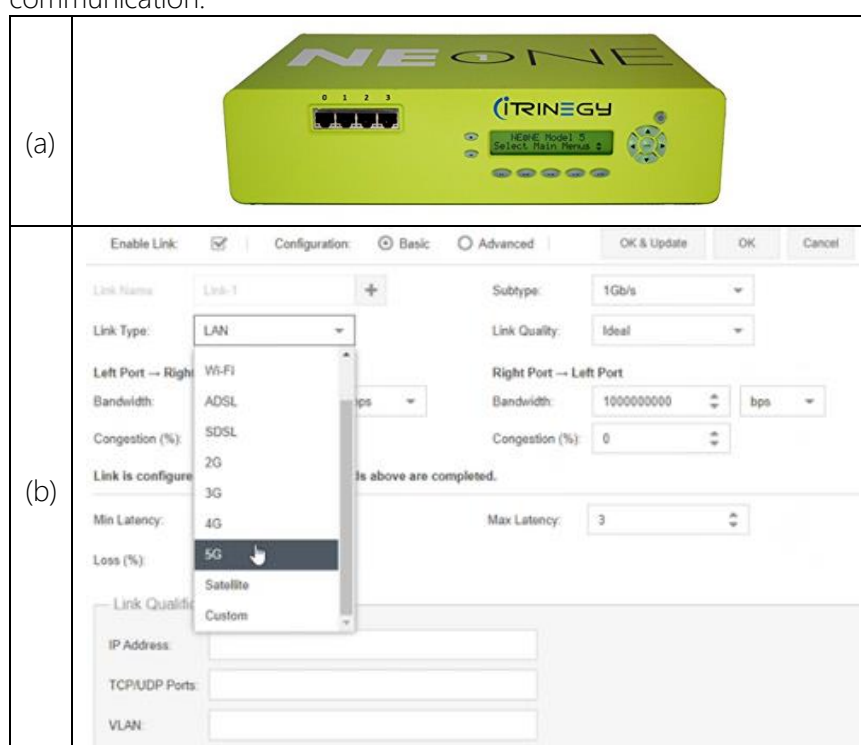 communication.
(a)
NE ONE
1
0 1 2 3
iTRINEGY
NEONE Model 5
Select Main Menus
(b)
Enable Link: Configuration: Basic Advanced OK & Update OK Cancel
Link Name Link-1 + Subtype: 1Gb/s
Link Type: LAN Link Quality: Ideal
Left Port → Righ Right Port → Left Port
Wi-Fi
Bandwidth: ps Bandwidth: 1000000000 bps
ADSL
Congestion (%): Congestion (%): 0
SDSL
2G
Link is configure ds above are completed.
3G
Min Latency: Max Latency: 3
4G
Loss (%):
5G
Satellite
Link Qualific
Custom
IP Address:
TCP/UDP Ports:
VLAN: